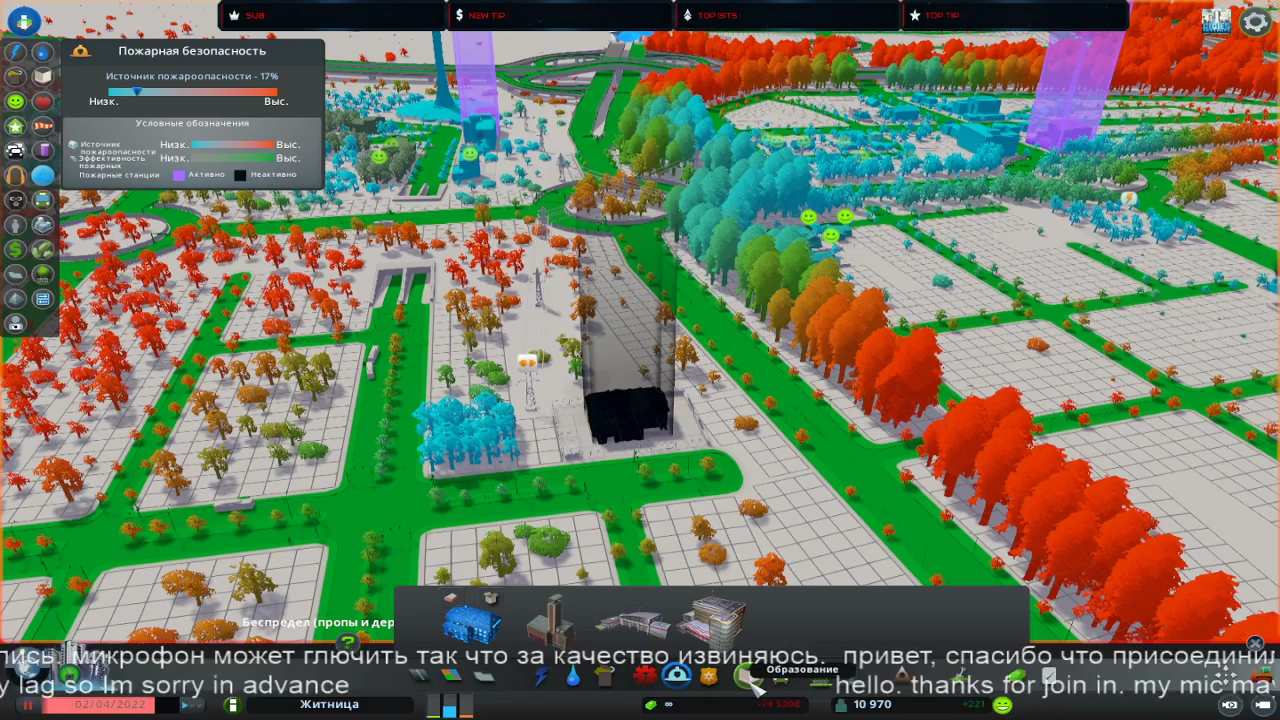 SUB
NEW TIP
TOP BITS
TOP TIP
Пожарная безопасность
Источник пожароопасности - 17%
Низк.
Выс.
Условные обозначения
Источник пожароопасности
Низк.
Выс.
Эффективность пожарных
Низк.
Выс.
Пожарные станции
Активно
Неактивно
Беспредел (пропы и дер
лись, микрофон может глючить так что за качество извиняюсь.
привет, спасибо что присоедини
Образование
y lag so Im sorry in advance
hello. thanks for join in. my mic ma
02/04/2022
Житница
∞
10 970
+221